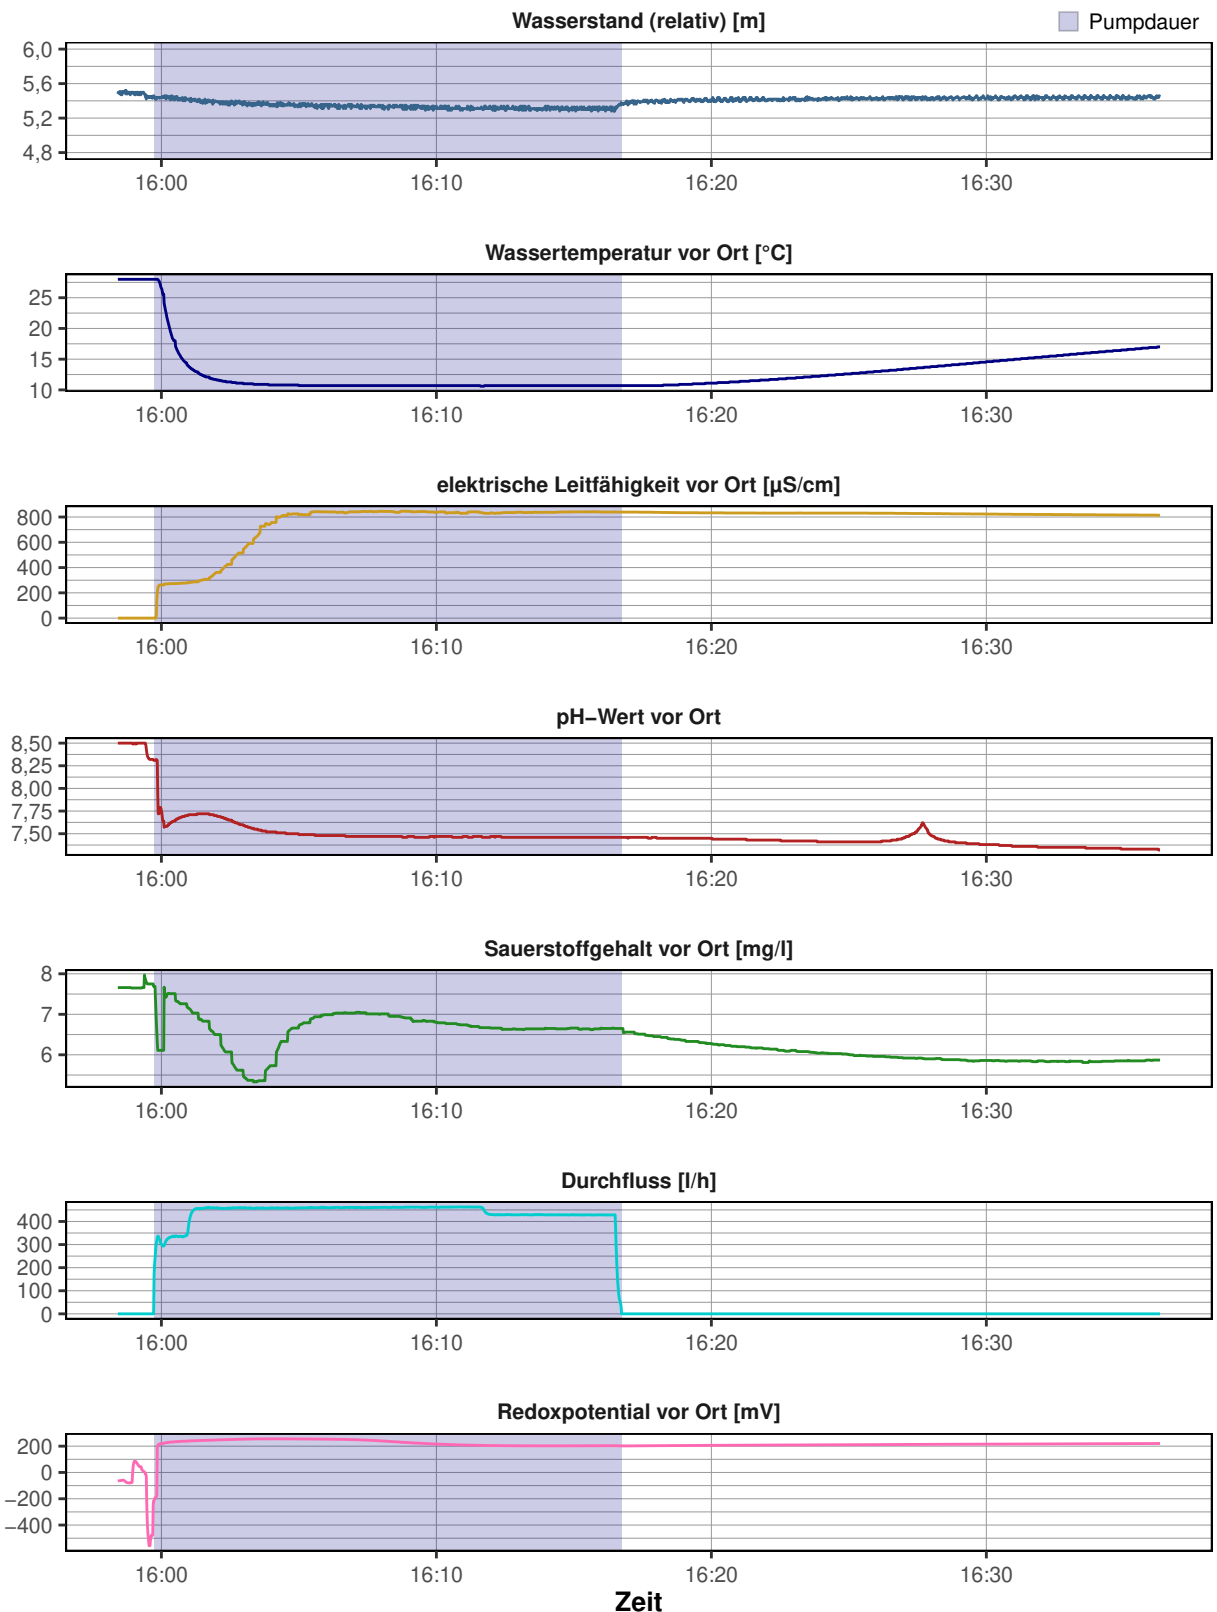 Wasserstand (relativ) [m]
Pumpdauer
6,0
5,6
5,2
4,8
16:00 16:10 16:20 16:30
Wassertemperatur vor Ort [°C]
25
20
15
10
16:00 16:10 16:20 16:30
elektrische Leitfähigkeit vor Ort [µS/cm]
800
600
400
200
0
16:00 16:10 16:20 16:30
pH−Wert vor Ort
8,50
8,25
8,00
7,75
7,50
16:00 16:10 16:20 16:30
Sauerstoffgehalt vor Ort [mg/l]
8
7
6
16:00 16:10 16:20 16:30
Durchfluss [l/h]
400
300
200
100
0
16:00 16:10 16:20 16:30
Redoxpotential vor Ort [mV]
200
0
−200
−400
16:00 16:10 16:20 16:30
Zeit